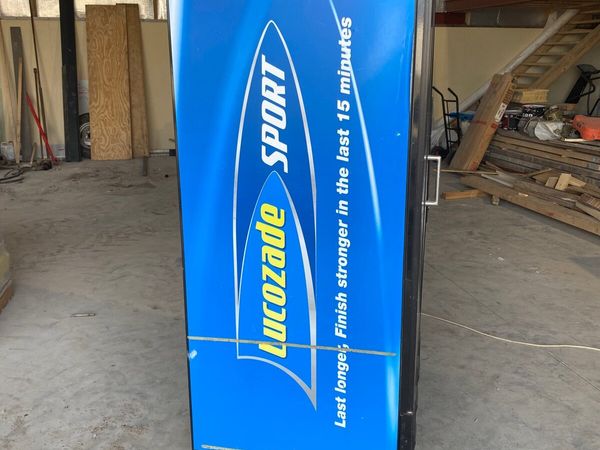 Lucozade SPORT
Last longer, Finish stronger in the last 15 minutes